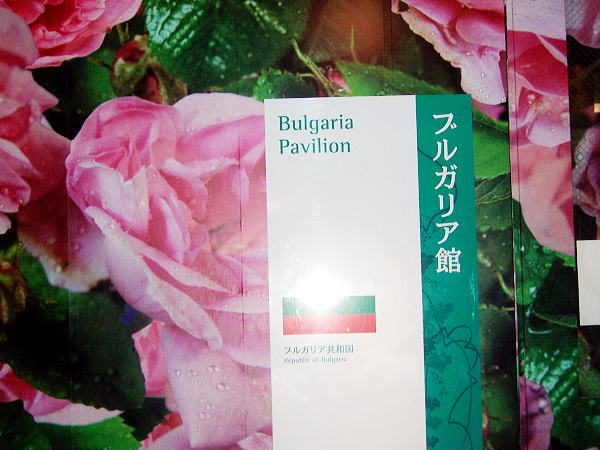 Bulgaria
Pavilion
ブルガリア館
ブルガリア共和国
Republic of Bulgaria